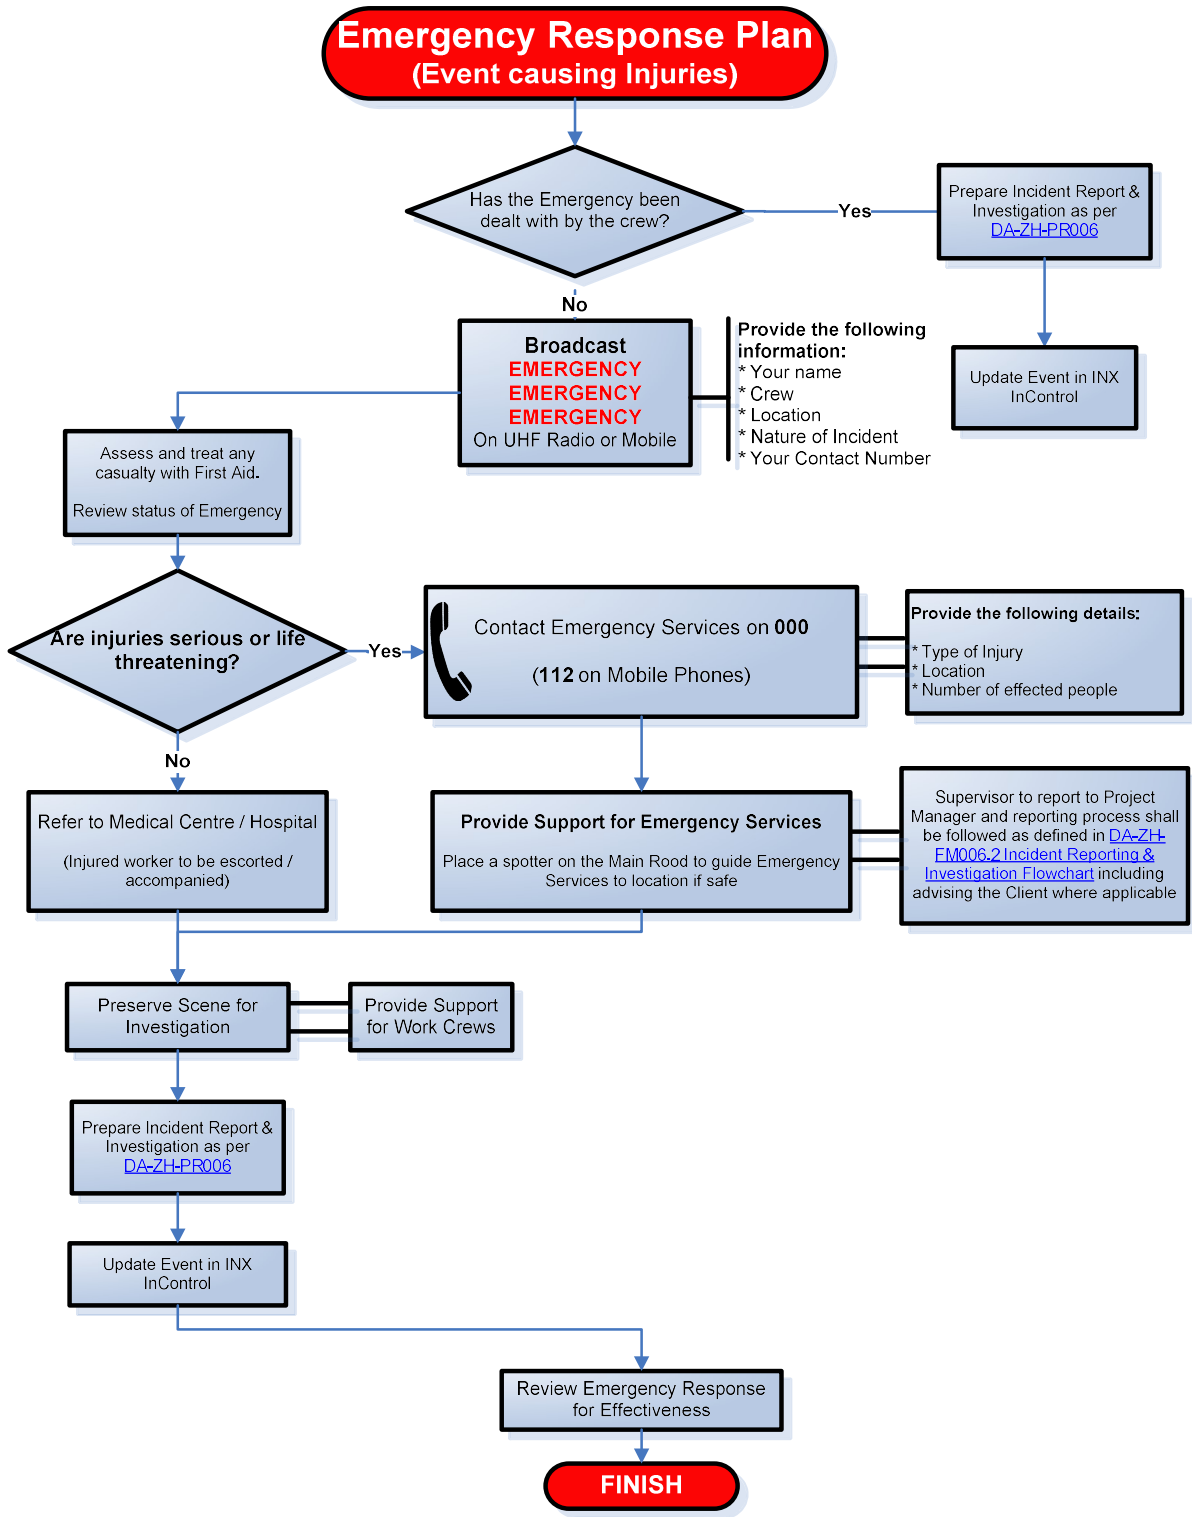 Emergency Response Plan
(Event causing Injuries)
Has the Emergency been
dealt with by the crew?
Yes
Prepare Incident Report &
Investigation as per
DA-ZH-PR006
Update Event in INX
InControl
No
Broadcast
EMERGENCY
EMERGENCY
EMERGENCY
On UHF Radio or Mobile
Provide the following
information:
* Your name
* Crew
* Location
* Nature of Incident
* Your Contact Number
Assess and treat any
casualty with First Aid.
Review status of Emergency
Are injuries serious or life
threatening?
Yes
Contact Emergency Services on 000
(112 on Mobile Phones)
Provide the following details:
* Type of Injury
* Location
* Number of effected people
No
Refer to Medical Centre / Hospital
(Injured worker to be escorted /
accompanied)
Provide Support for Emergency Services
Place a spotter on the Main Rood to guide Emergency
Services to location if safe
Supervisor to report to Project
Manager and reporting process shall
be followed as defined in DA-ZH-
FM006.2 Incident Reporting &
Investigation Flowchart including
advising the Client where applicable
Preserve Scene for
Investigation
Provide Support
for Work Crews
Prepare Incident Report &
Investigation as per
DA-ZH-PR006
Update Event in INX
InControl
Review Emergency Response
for Effectiveness
FINISH